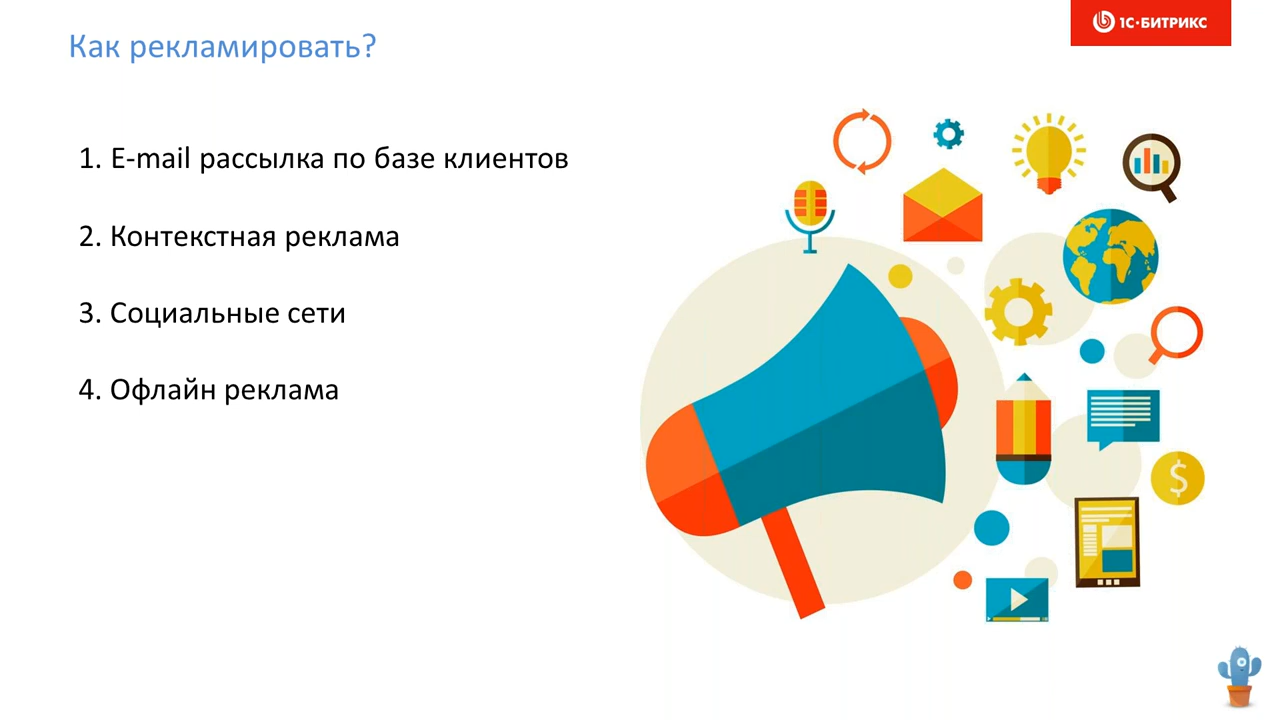 Как рекламировать?
1С·БИТРИКС
1. E-mail рассылка по базе клиентов
2. Контекстная реклама
3. Социальные сети
4. Офлайн реклама
$